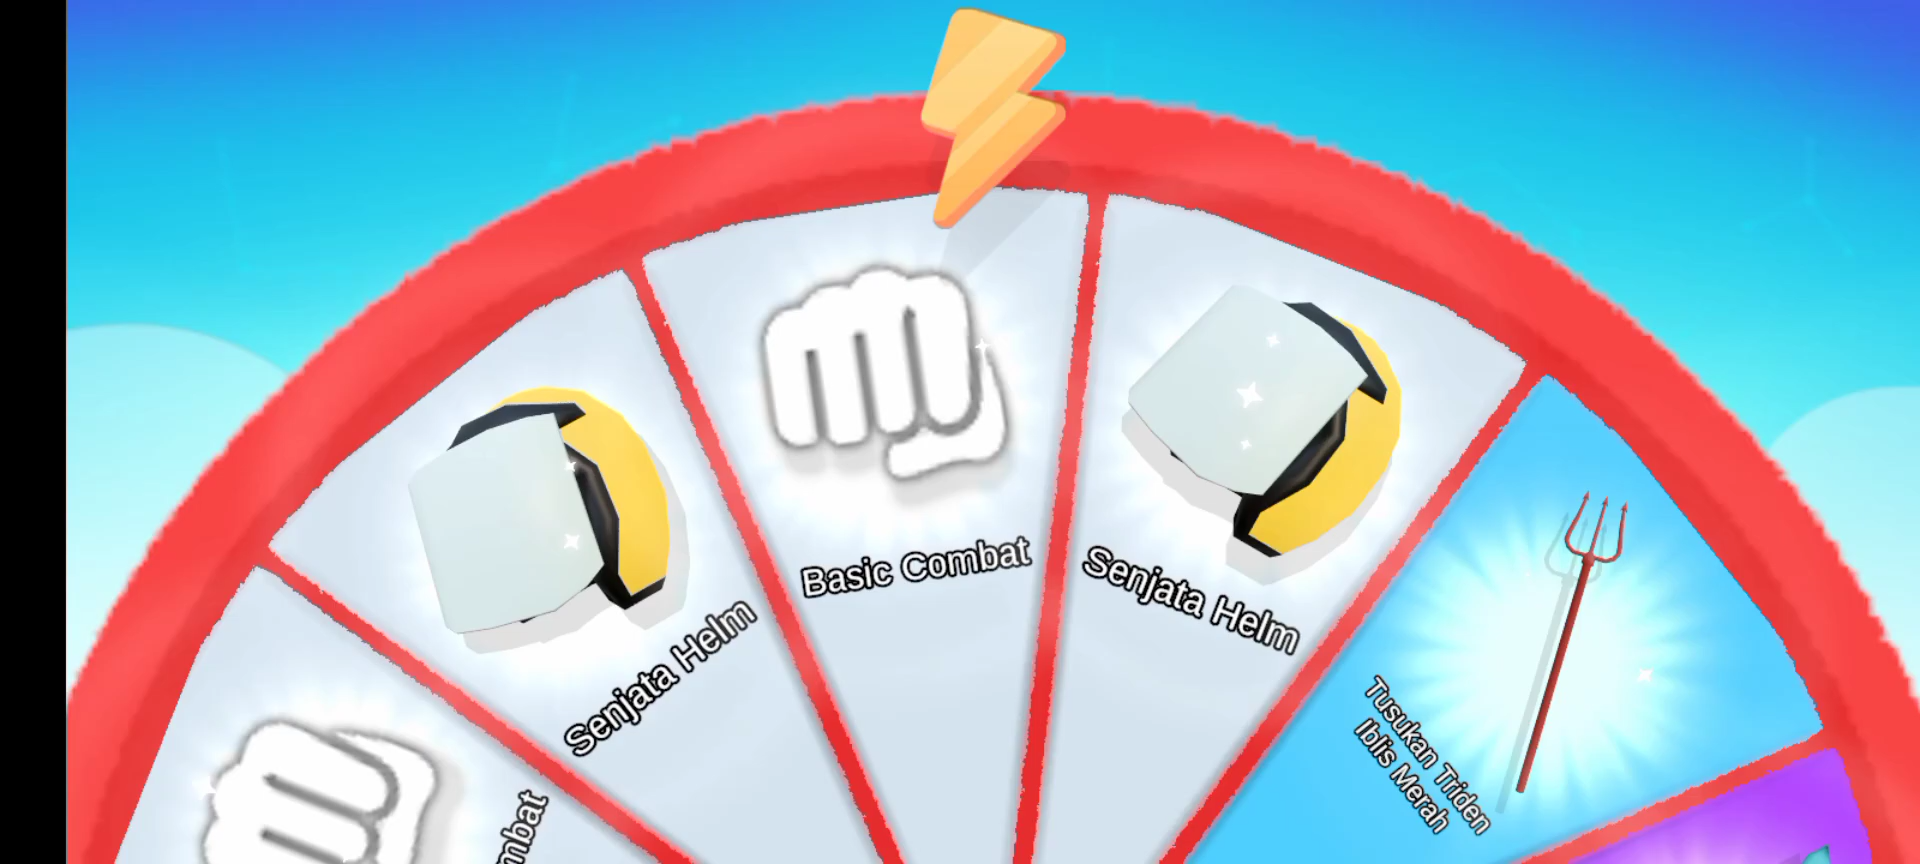 Basic Combat
Senjata Helm
Senjata Helm
Tusukan Triden
Iblis Merah